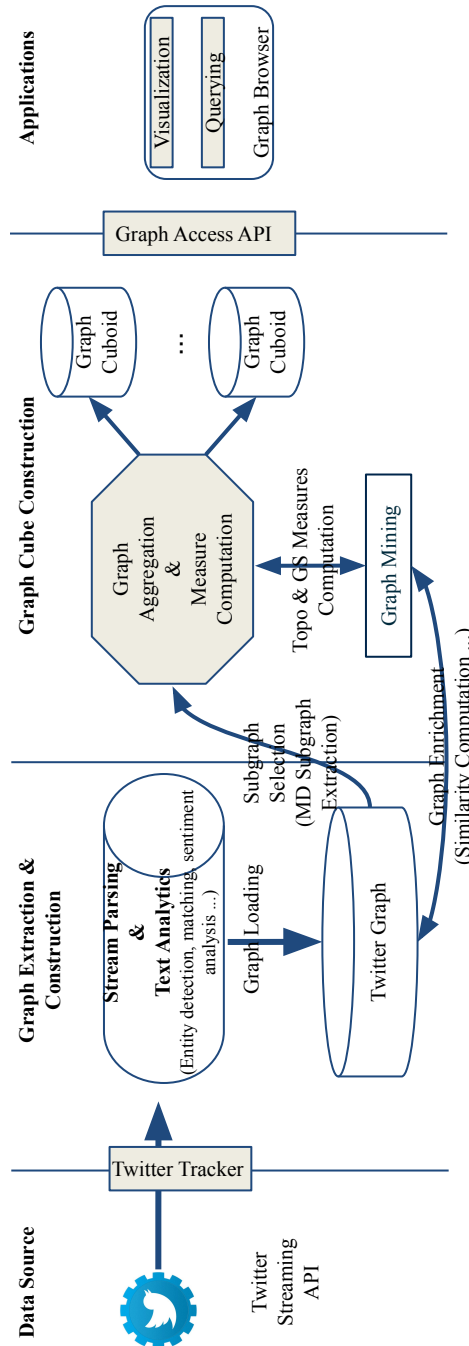 Data Source
Twitter
Streaming
API
Twitter Tracker
Graph Extraction &
Construction
Stream Parsing
&
Text Analytics
(Entity detection, matching, sentiment
analysis ...)
Graph Loading
Twitter Graph
Graph Cube Construction
Subgraph
Selection
(MD Subgraph
Extraction)
Graph
Aggregation
&
Measure
Computation
Graph
Cuboid
...
Graph
Cuboid
Topo & GS Measures
Computation
Graph Mining
Graph Enrichment
(Similarity Computation ...)
Graph Access API
Applications
Visualization
Querying
Graph Browser